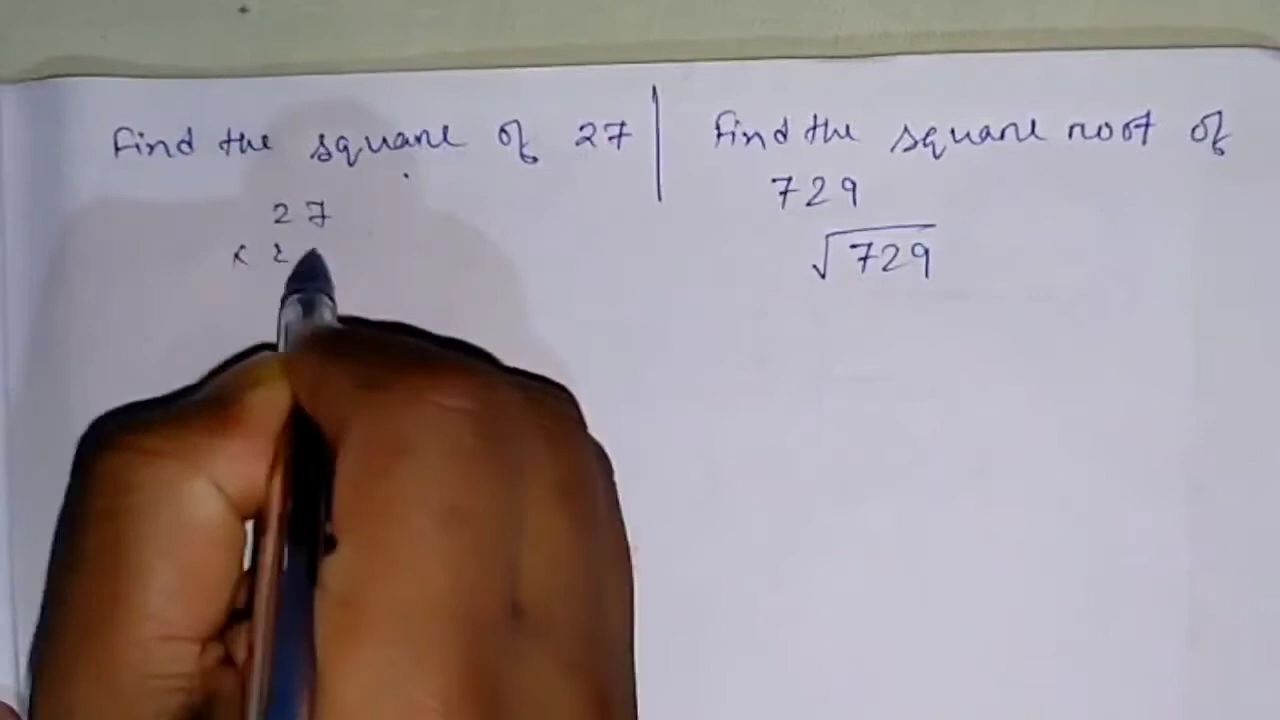 Find the square of 27
27
× 2
Find the square root of
729
√729